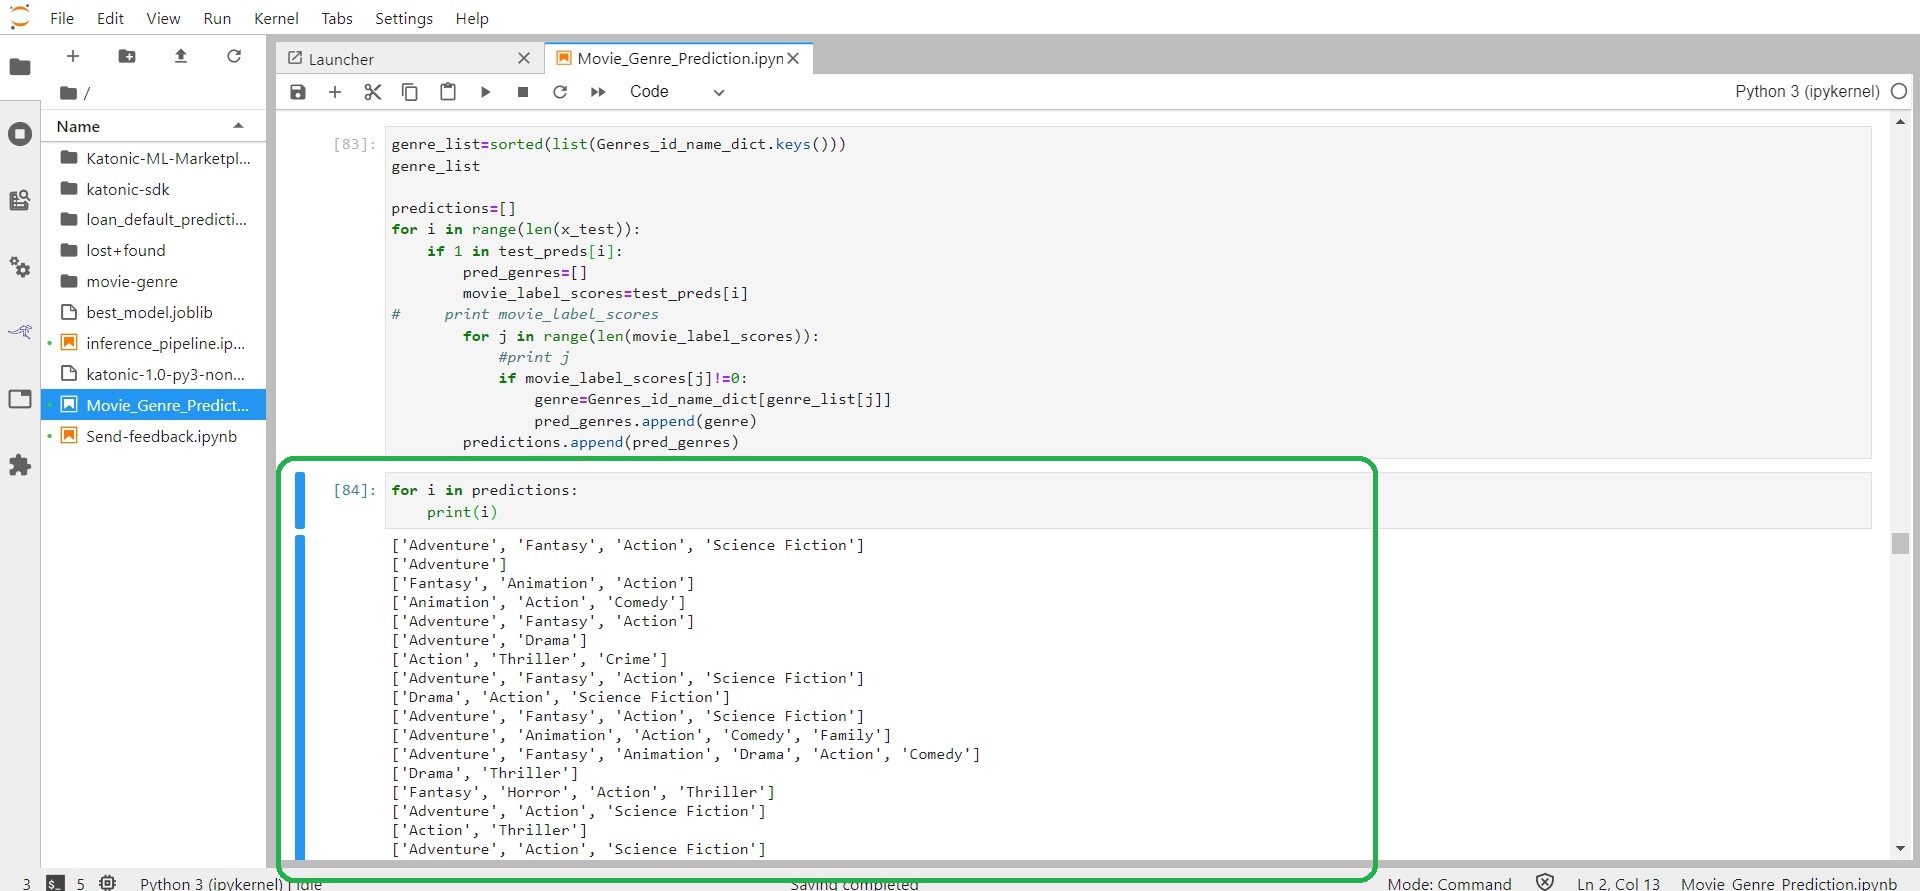 File Edit View Run Kernel Tabs Settings Help
/
Name
Katonic-ML-Marketpl...
katonic-sdk
loan_default_predicti...
lost+found
movie-genre
best_model.joblib
inference_pipeline.ip...
katonic-1.0-py3-non...
Movie_Genre_Predict...
Send-feedback.ipynb
Launcher
Movie_Genre_Prediction.ipyn
Code
Python 3 (ipykernel)
[83]:
genre_list=sorted(list(Genres_id_name_dict.keys()))
genre_list
predictions=[]
for i in range(len(x_test)):
    if 1 in test_preds[i]:
        pred_genres=[]
        movie_label_scores=test_preds[i]
#     print movie_label_scores
        for j in range(len(movie_label_scores)):
            #print j
            if movie_label_scores[j]!=0:
                genre=Genres_id_name_dict[genre_list[j]]
                pred_genres.append(genre)
        predictions.append(pred_genres)
[84]:
for i in predictions:
    print(i)
['Adventure', 'Fantasy', 'Action', 'Science Fiction']
['Adventure']
['Fantasy', 'Animation', 'Action']
['Animation', 'Action', 'Comedy']
['Adventure', 'Fantasy', 'Action']
['Adventure', 'Drama']
['Action', 'Thriller', 'Crime']
['Adventure', 'Fantasy', 'Action', 'Science Fiction']
['Drama', 'Action', 'Science Fiction']
['Adventure', 'Fantasy', 'Action', 'Science Fiction']
['Adventure', 'Animation', 'Action', 'Comedy', 'Family']
['Adventure', 'Fantasy', 'Animation', 'Drama', 'Action', 'Comedy']
['Drama', 'Thriller']
['Fantasy', 'Horror', 'Action', 'Thriller']
['Adventure', 'Action', 'Science Fiction']
['Action', 'Thriller']
['Adventure', 'Action', 'Science Fiction']
3 $_ 5 Python 3 (ipykernel) | Idle Saving completed Mode: Command Ln 2, Col 13 Movie_Genre_Prediction.ipynb